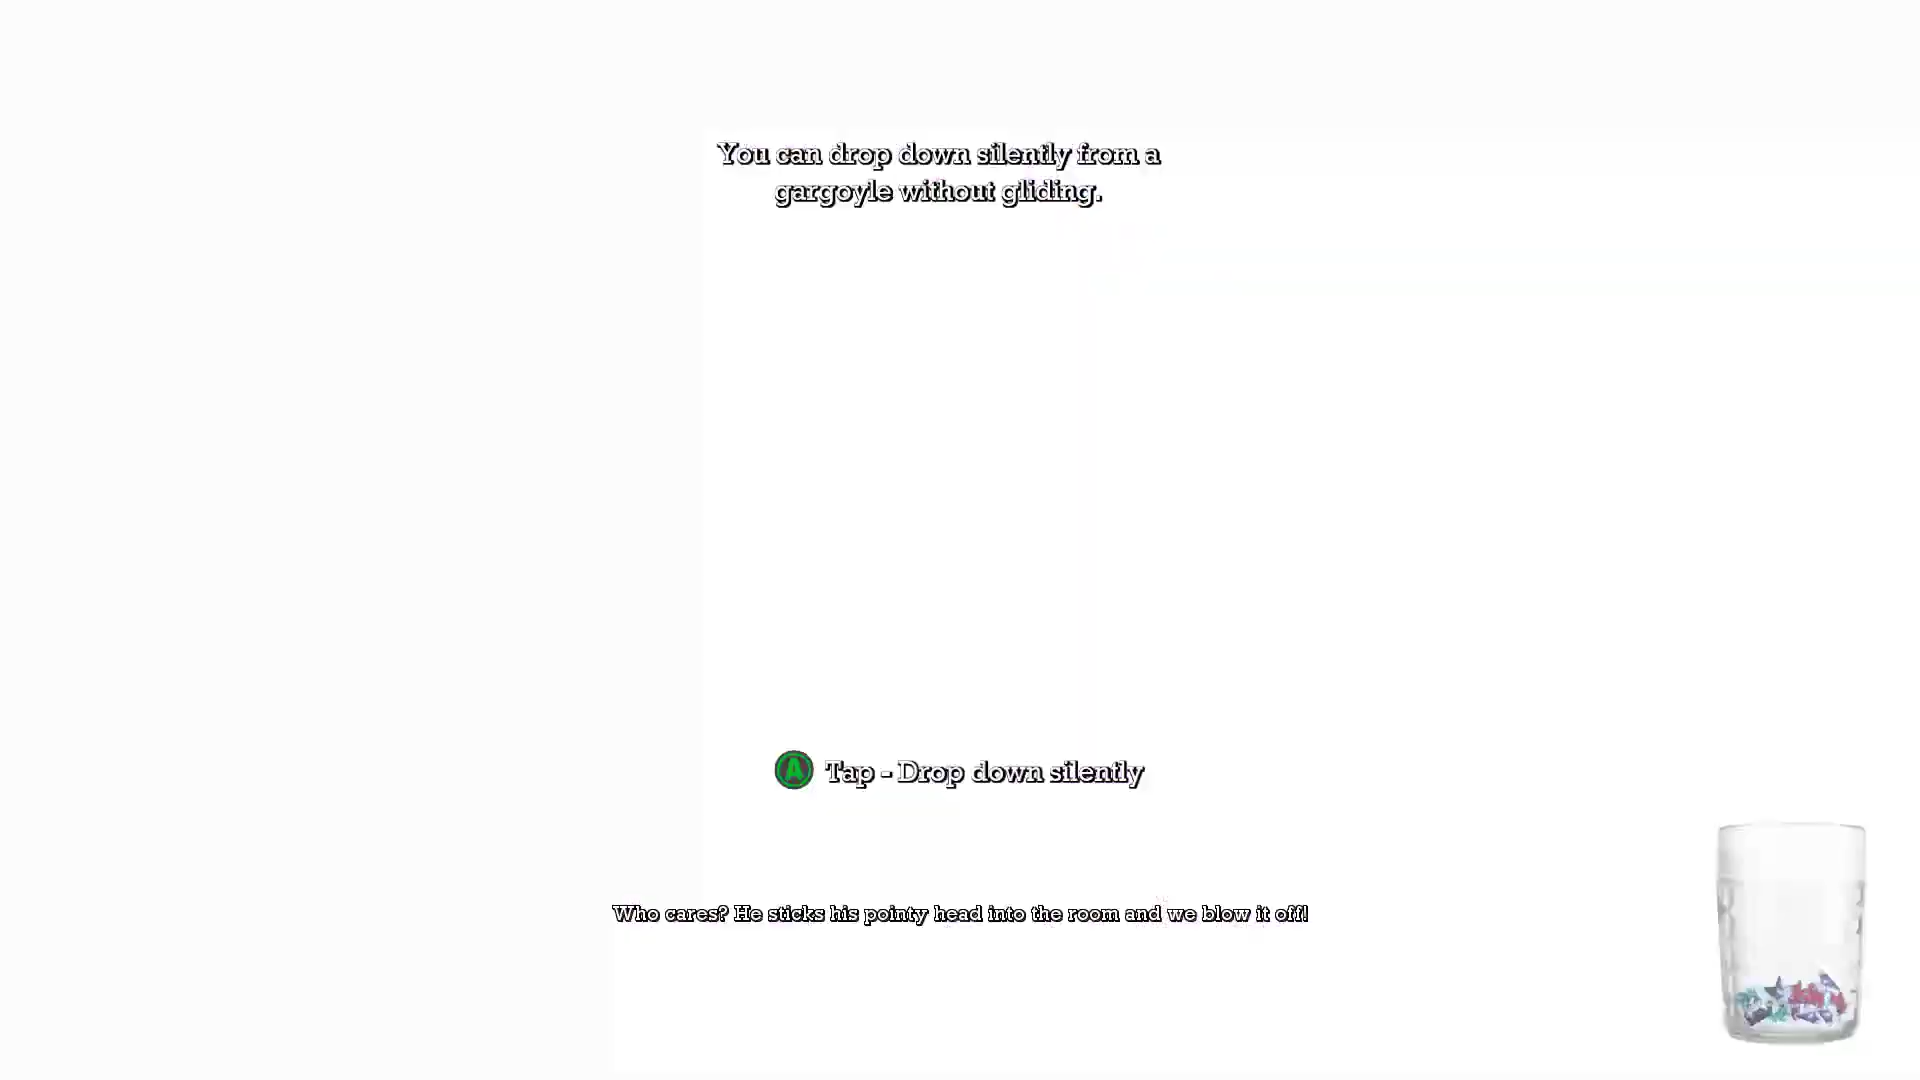 You can drop down silently from a
gargoyle without gliding.
A Tap - Drop down silently
Who cares? He sticks his pointy head into the room and we blow it off!